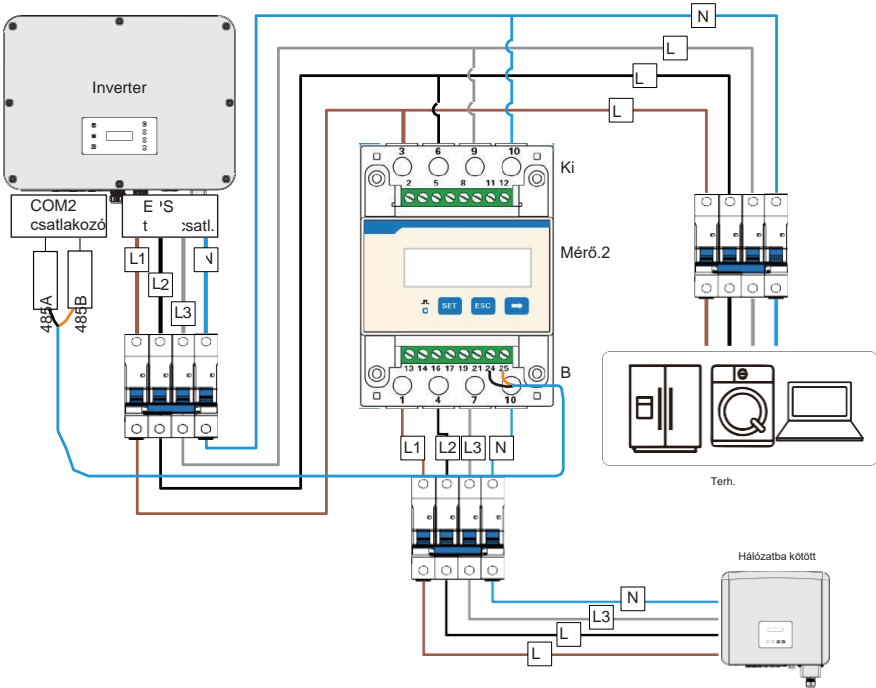 N
L
L
L
Inverter
3 6 9 10
Ki
2 5 8 11 12
COM2
csatlakozó
E PS
t csatl.
L1
N
L2
L3
485A
485B
Mérő.2
SET ESC
13 14 16 17 19 21 24 25
B
1 4 7 10
L1 L2 L3 N
Terh.
Hálózatba kötött
N
L3
L
L